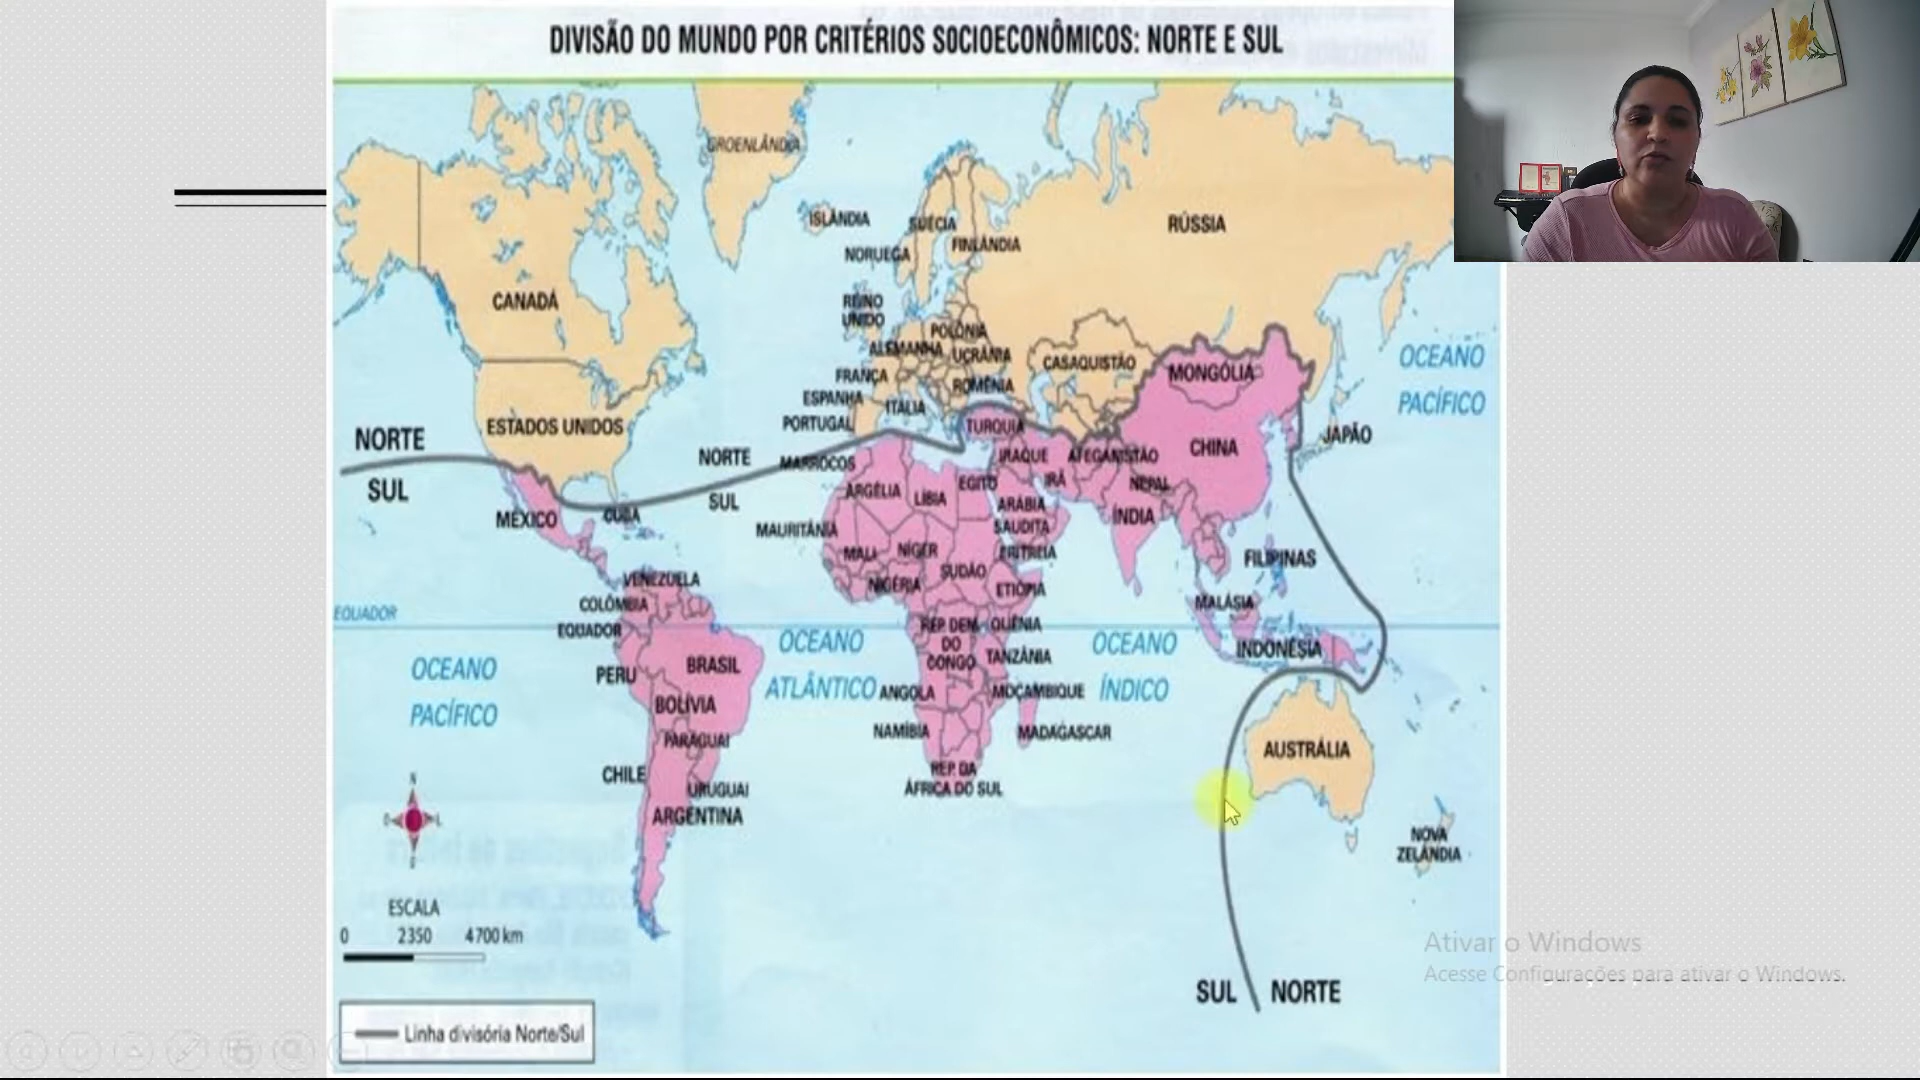 DIVISÃO DO MUNDO POR CRITÉRIOS SOCIOECONÔMICOS: NORTE E SUL
GROENLÂNDIA
ISLÂNDIA
SUÉCIA
FINLÂNDIA
NORUEGA
RÚSSIA
CANADÁ
REINO
UNIDO
POLÔNIA
ALEMANHA
UCRÂNIA
CASAQUISTÃO
FRANÇA
ROMÊNIA
ESPANHA
ITÁLIA
PORTUGAL
TURQUIA
MONGÓLIA
OCEANO
PACÍFICO
ESTADOS UNIDOS
NORTE
SUL
NORTE
SUL
MARROCOS
IRAQUE
AFEGANISTÃO
CHINA
JAPÃO
ARGÉLIA
LÍBIA
EGITO
IRÃ
NEPAL
ARÁBIA
SAUDITA
ÍNDIA
MÉXICO
CUBA
MAURITÂNIA
MALI
NÍGER
ERITREIA
FILIPINAS
SUDÃO
NIGÉRIA
ETIÓPIA
VENEZUELA
COLÔMBIA
MALÁSIA
EQUADOR
EQUADOR
REP DEM
DO
CONGO
QUÊNIA
OCEANO
ATLÂNTICO
OCEANO
ÍNDICO
INDONÉSIA
TANZÂNIA
OCEANO
PACÍFICO
PERU
BRASIL
BOLÍVIA
ANGOLA
MOÇAMBIQUE
NAMÍBIA
MADAGASCAR
PARAGUAI
AUSTRÁLIA
CHILE
URUGUAI
REP. DA
ÁFRICA DO SUL
ARGENTINA
NOVA
ZELÂNDIA
N
O
L
ESCALA
0 2350 4700 km
SUL NORTE
Linha divisória Norte/Sul
Ativar o Windows
Acesse Configurações para ativar o Windows.